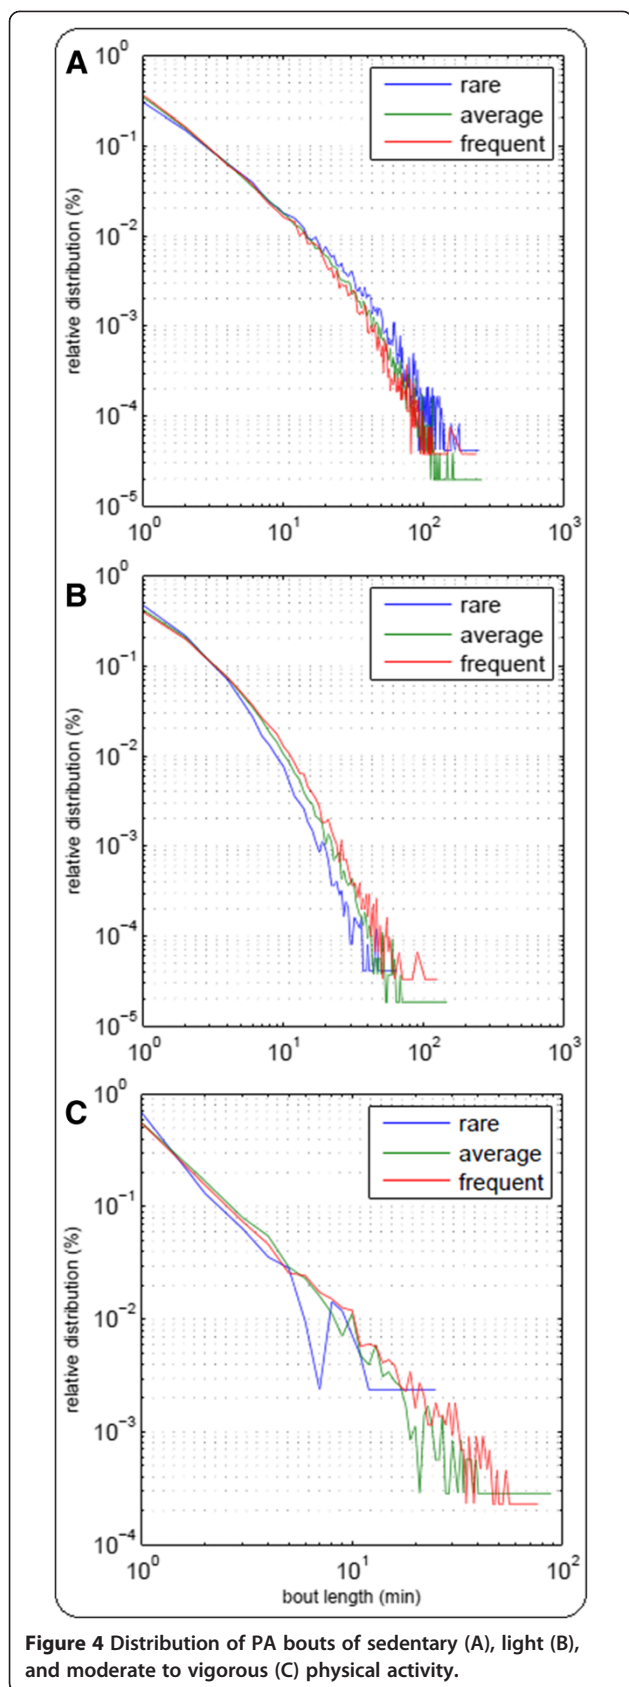 A
10^0
10^-1
10^-2
10^-3
10^-4
10^-5
relative distribution (%)
rare
average
frequent
10^0 10^1 10^2 10^3
B
10^0
10^-1
10^-2
10^-3
10^-4
10^-5
relative distribution (%)
rare
average
frequent
10^0 10^1 10^2 10^3
C
10^0
10^-1
10^-2
10^-3
10^-4
relative distribution (%)
rare
average
frequent
10^0 10^1 10^2
bout length (min)
Figure 4 Distribution of PA bouts of sedentary (A), light (B),
and moderate to vigorous (C) physical activity.